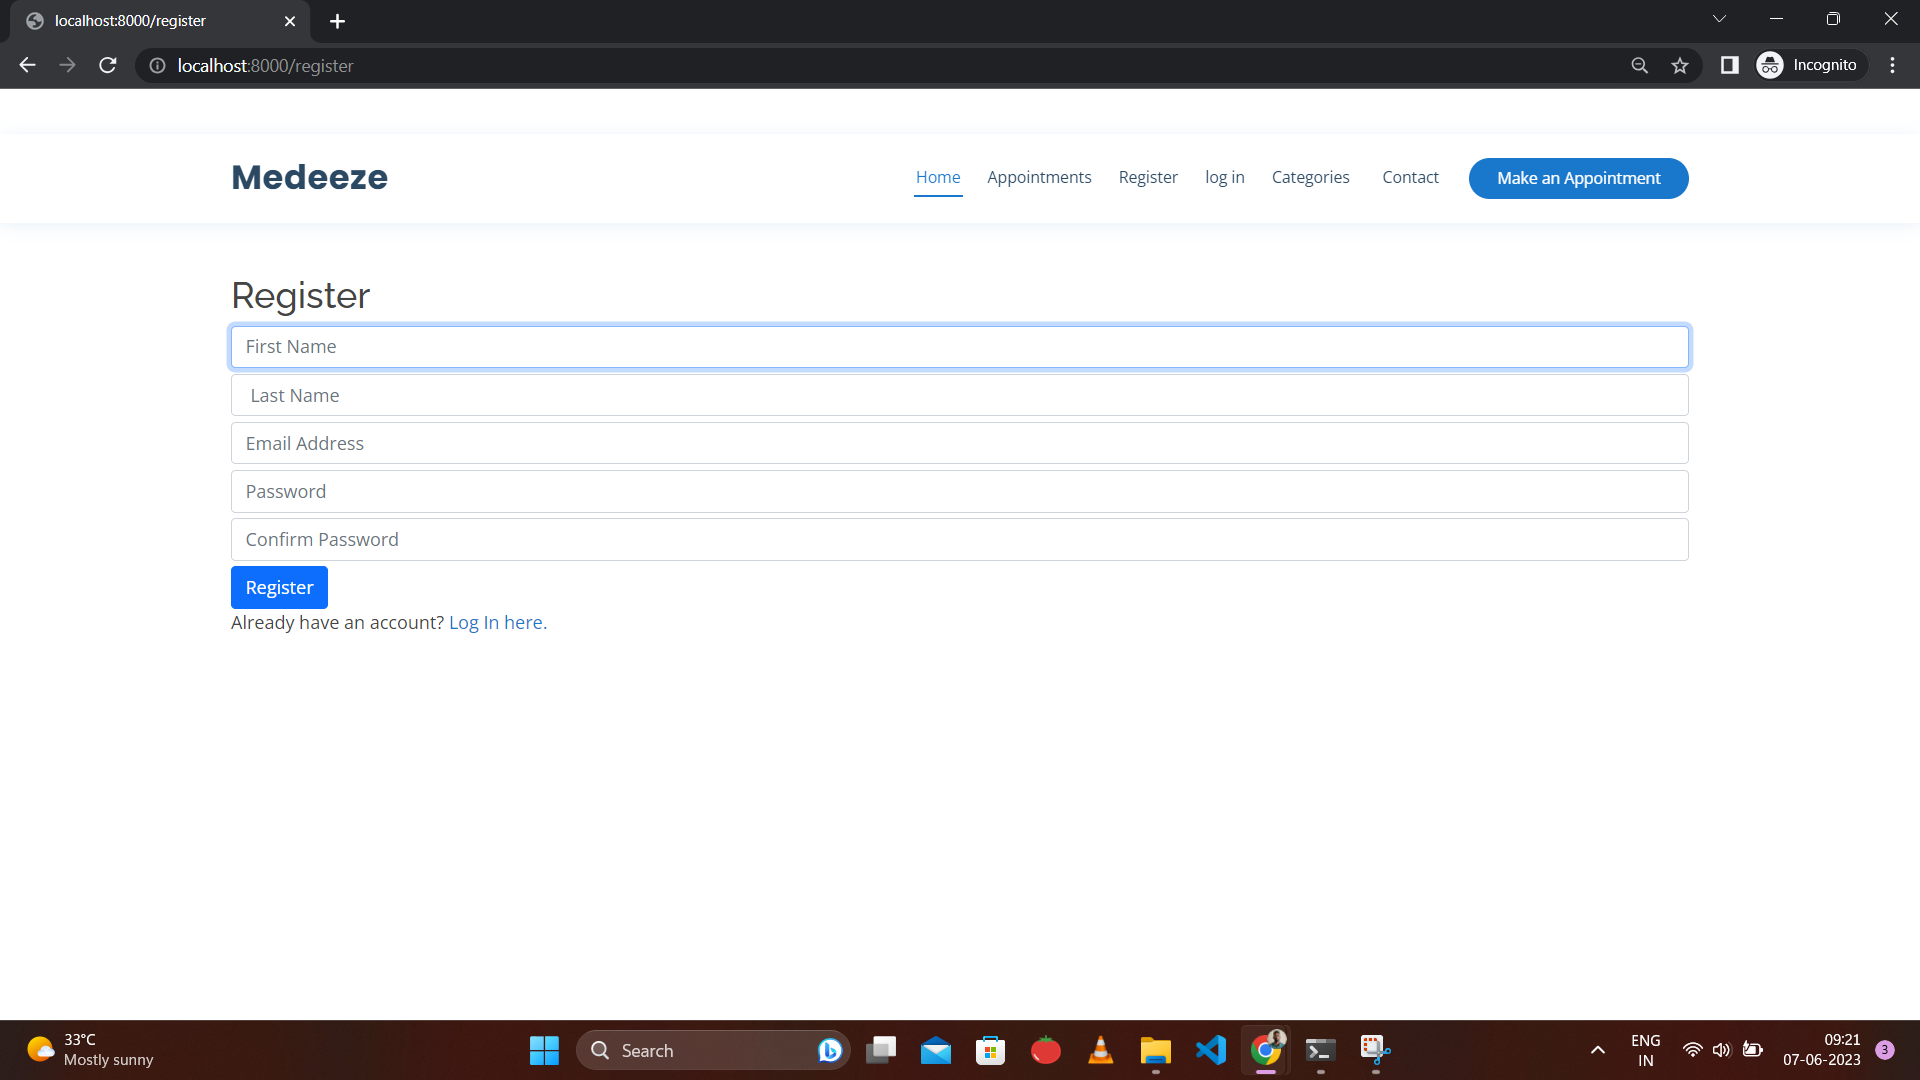 localhost:8000/register
localhost:8000/register
Incognito
Medeeze
Home Appointments Register log in Categories Contact Make an Appointment
Register
First Name
Last Name
Email Address
Password
Confirm Password
Register
Already have an account? Log In here.
33°C
Mostly sunny
Search
ENG
IN
09:21
07-06-2023
3